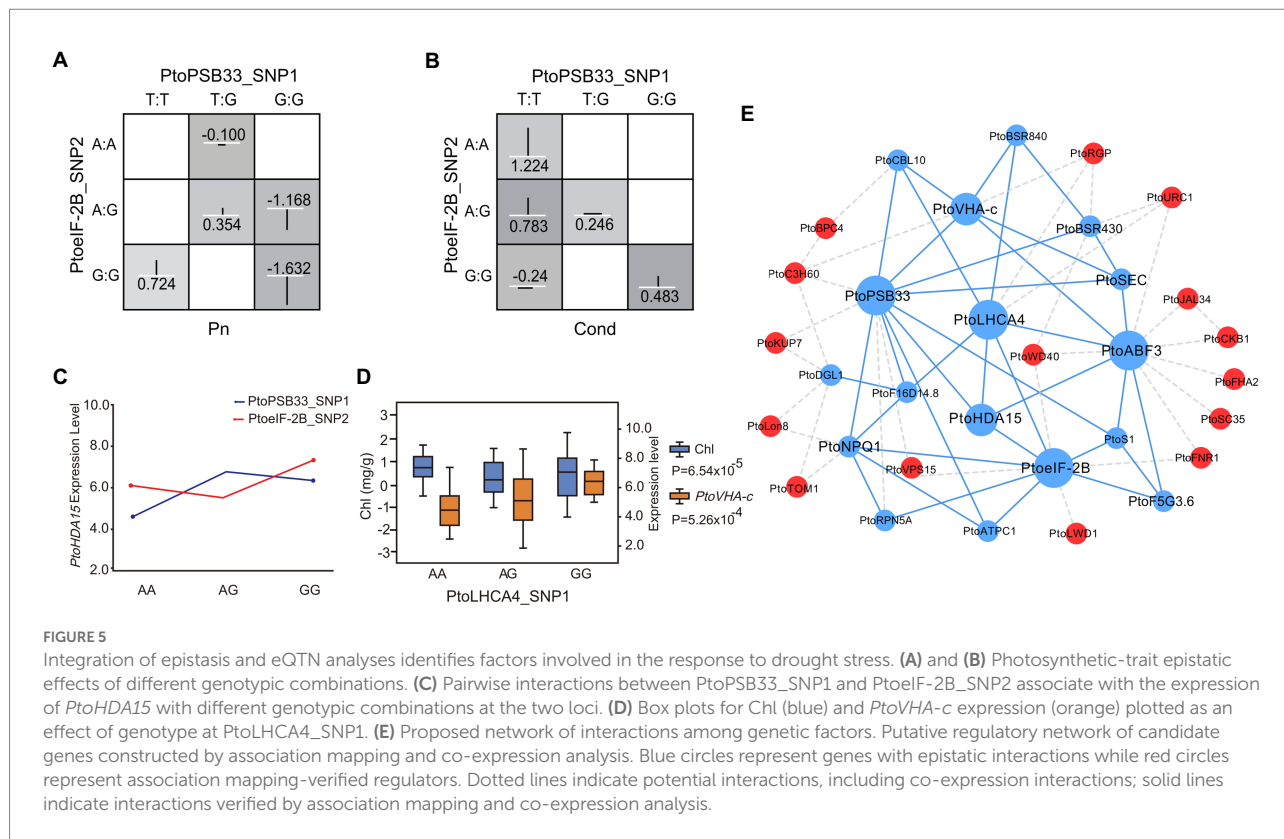 A
PtoPSB33_SNP1
T:T T:G G:G
PtoeIF-2B_SNP2
A:A
A:G
G:G
-0.100
0.354
-1.168
0.724
-1.632
Pn
B
PtoPSB33_SNP1
T:T T:G G:G
PtoeIF-2B_SNP2
A:A
A:G
G:G
1.224
0.783
0.246
-0.24
0.483
Cond
C
PtoHDA15 Expression Level
10.0
8.0
6.0
4.0
2.0
PtoPSB33_SNP1
PtoeIF-2B_SNP2
AA AG GG
D
Chl (mg/g)
3
2
1
0
-1
-2
-3
10.0
8.0
6.0
4.0
2.0
Expression level
Chl
P=6.54x10-5
PtoVHA-c
P=5.26x10-4
AA AG GG
PtoLHCA4_SNP1
E
PtoBSR840
PtoRGP
PtoCBL10
PtoURC1
PtoVHA-c
PtoBPC4
PtoBSR430
PtoC3H60
PtoSEC
PtoPSB33
PtoJAL34
PtoLHCA4
PtoCKB1
PtoKUP7
PtoWD40
PtoABF3
PtoDGL1
PtoFHA2
PtoF16D14.8
PtoSC35
PtoHDA15
PtoLon8
PtoNPQ1
PtoS1
PtoFNR1
PtoVPS15
PtoeIF-2B
PtoTOM1
PtoF5G3.6
PtoRPN5A
PtoATPC1
PtoLWD1
FIGURE 5
Integration of epistasis and eQTN analyses identifies factors involved in the response to drought stress. (A) and (B) Photosynthetic-trait epistatic
effects of different genotypic combinations. (C) Pairwise interactions between PtoPSB33_SNP1 and PtoeIF-2B_SNP2 associate with the expression
of PtoHDA15 with different genotypic combinations at the two loci. (D) Box plots for Chl (blue) and PtoVHA-c expression (orange) plotted as an
effect of genotype at PtoLHCA4_SNP1. (E) Proposed network of interactions among genetic factors. Putative regulatory network of candidate
genes constructed by association mapping and co-expression analysis. Blue circles represent genes with epistatic interactions while red circles
represent association mapping-verified regulators. Dotted lines indicate potential interactions, including co-expression interactions; solid lines
indicate interactions verified by association mapping and co-expression analysis.